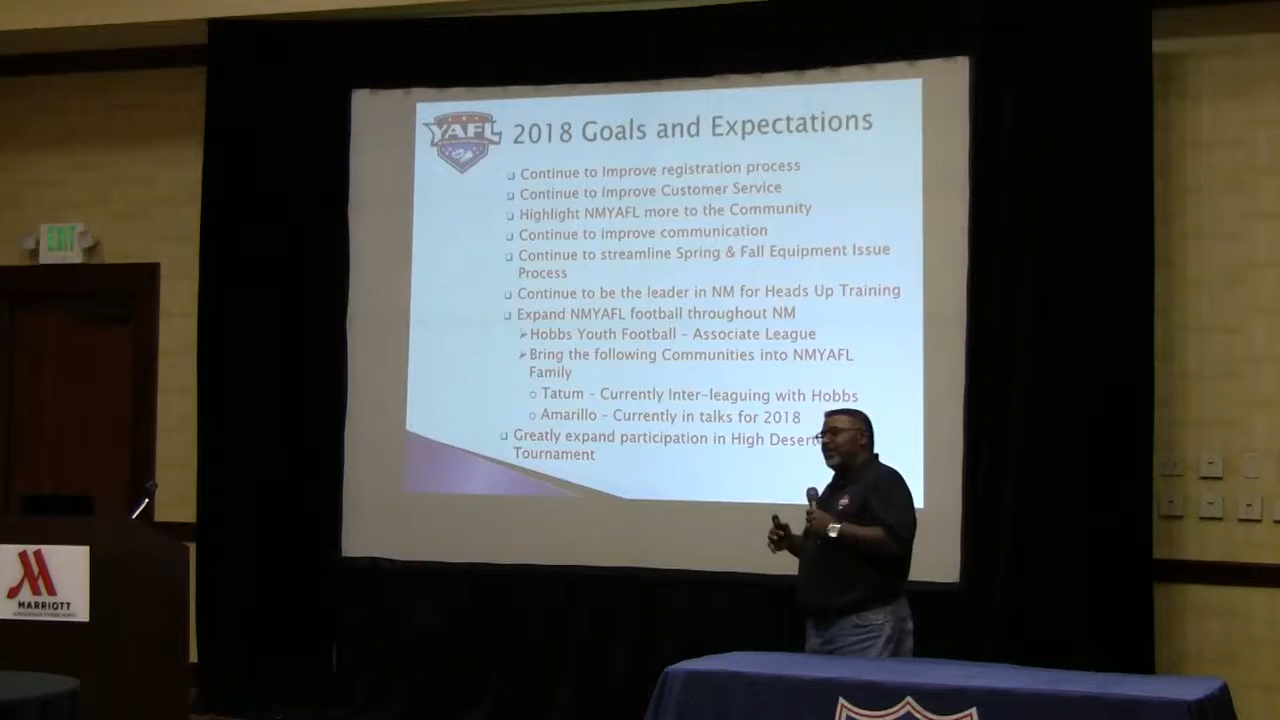 YAFL
2018 Goals and Expectations
Continue to Improve registration process
Continue to Improve Customer Service
Highlight NMYAFL more to the Community
Continue to improve communication
Continue to streamline Spring & Fall Equipment Issue
Process
Continue to be the leader in NM for Heads Up Training
Expand NMYAFL football throughout NM
Hobbs Youth Football - Associate League
Bring the following Communities into NMYAFL
Family
Tatum - Currently Inter-leaguing with Hobbs
Amarillo - Currently in talks for 2018
Greatly expand participation in High Desert
Tournament
EXIT
MARRIOTT